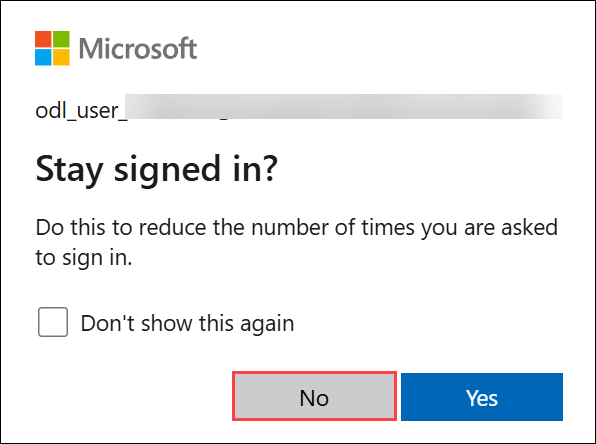 Microsoft
odl_user_
Stay signed in?
Do this to reduce the number of times you are asked
to sign in.
Don't show this again
No
Yes